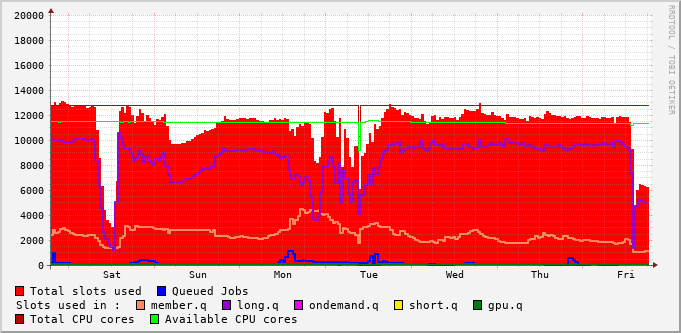 20000
18000
16000
14000
12000
10000
8000
6000
4000
2000
0
Sat Sun Mon Tue Wed Thu Fri
Total slots used Queued Jobs
Slots used in : member.q long.q ondemand.q short.q gpu.q
Total CPU cores Available CPU cores
RRDTOOL / TOBI OETIKER